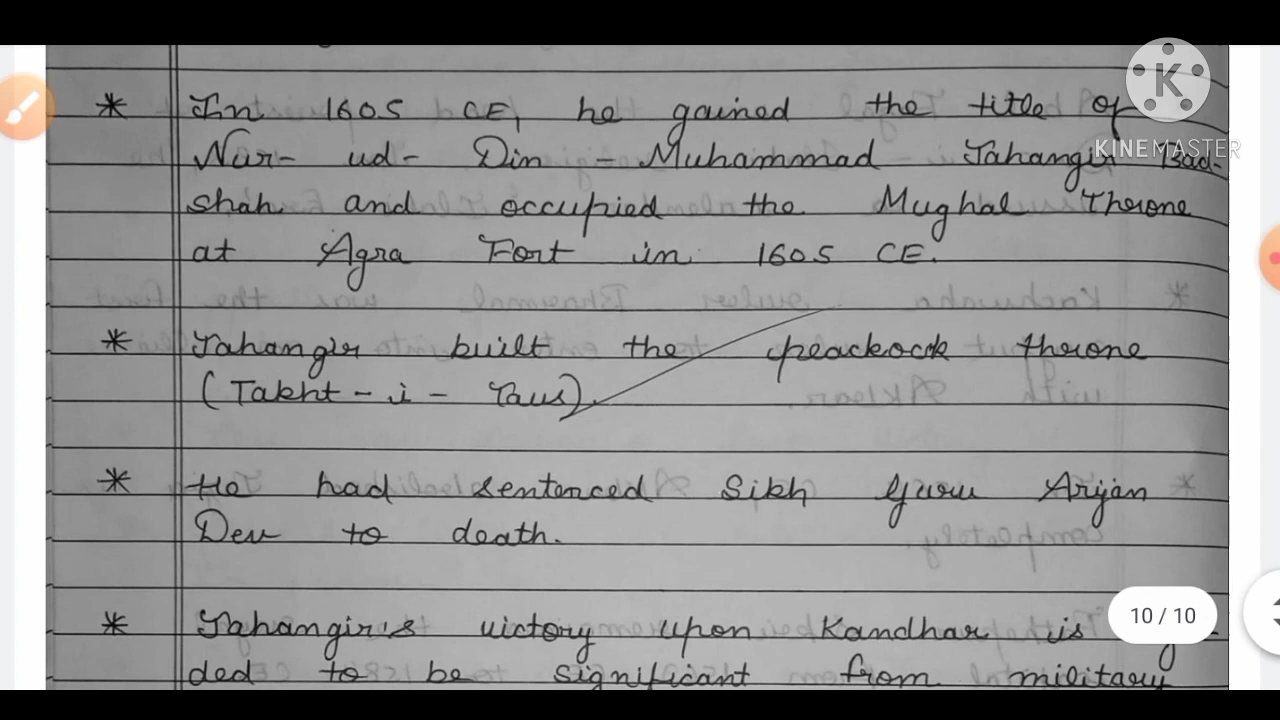 * In 1605 CE, he gained the title of
Nur-ud-Din-Muhammad Jahangir Bad-
shah and occupied the Mughal Throne
at Agra Fort in 1605 CE.
* Jahangir built the peackock throne
(Takht-i-Taus).
* He had sentenced Sikh Guru Arjan
Dev to death.
* Jahangir's victory upon Kandhar is
ded to be significant from military
K
KINEMASTER
10 / 10